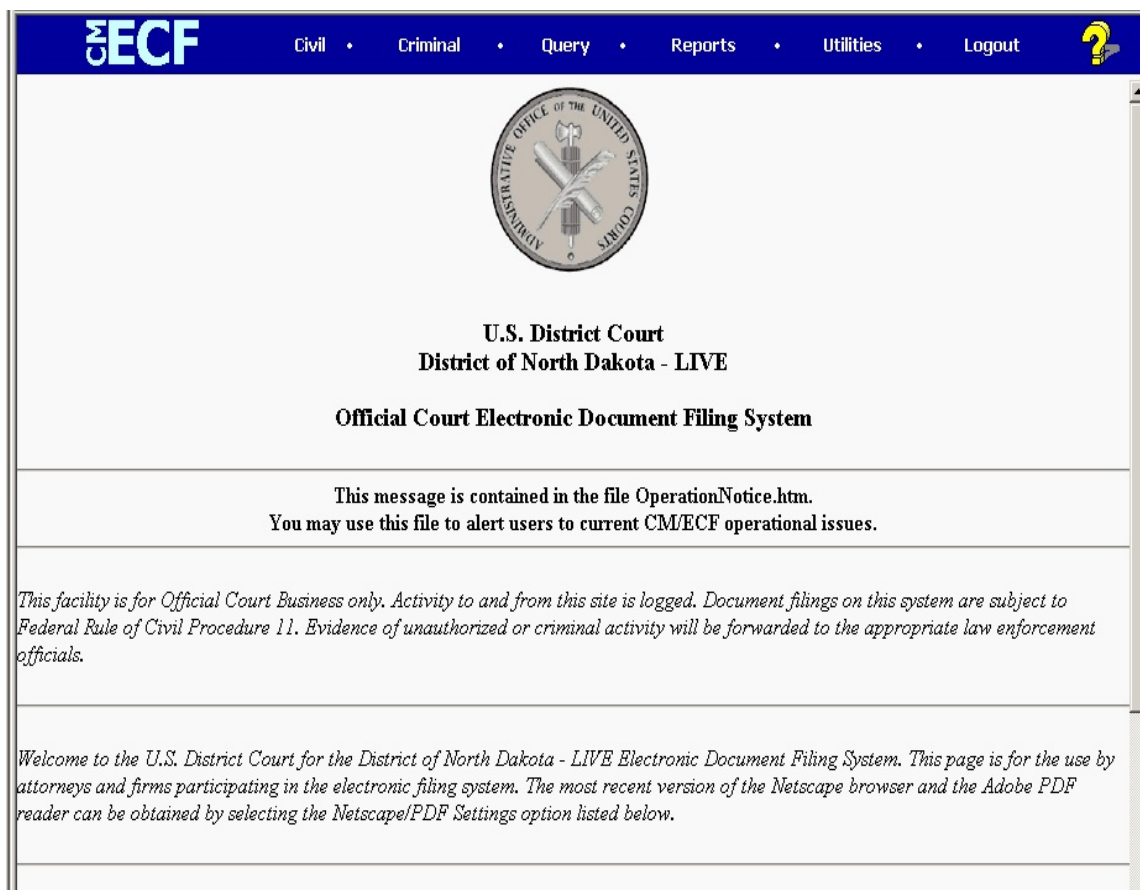 CM ECF Civil • Criminal • Query • Reports • Utilities • Logout ?
ADMINISTRATIVE OFFICE OF THE UNITED STATES COURTS
U.S. District Court
District of North Dakota - LIVE
Official Court Electronic Document Filing System
This message is contained in the file OperationNotice.htm.
You may use this file to alert users to current CM/ECF operational issues.
This facility is for Official Court Business only. Activity to and from this site is logged. Document filings on this system are subject to
Federal Rule of Civil Procedure 11. Evidence of unauthorized or criminal activity will be forwarded to the appropriate law enforcement
officials.
Welcome to the U.S. District Court for the District of North Dakota - LIVE Electronic Document Filing System. This page is for the use by
attorneys and firms participating in the electronic filing system. The most recent version of the Netscape browser and the Adobe PDF
reader can be obtained by selecting the Netscape/PDF Settings option listed below.